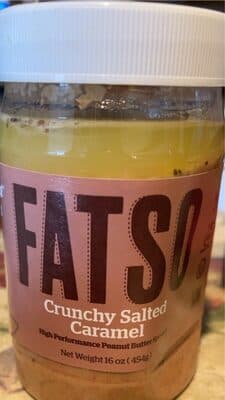 FATSO
Crunchy Salted
Caramel
High Performance Peanut Butter
Net Weight 16 oz (454g)